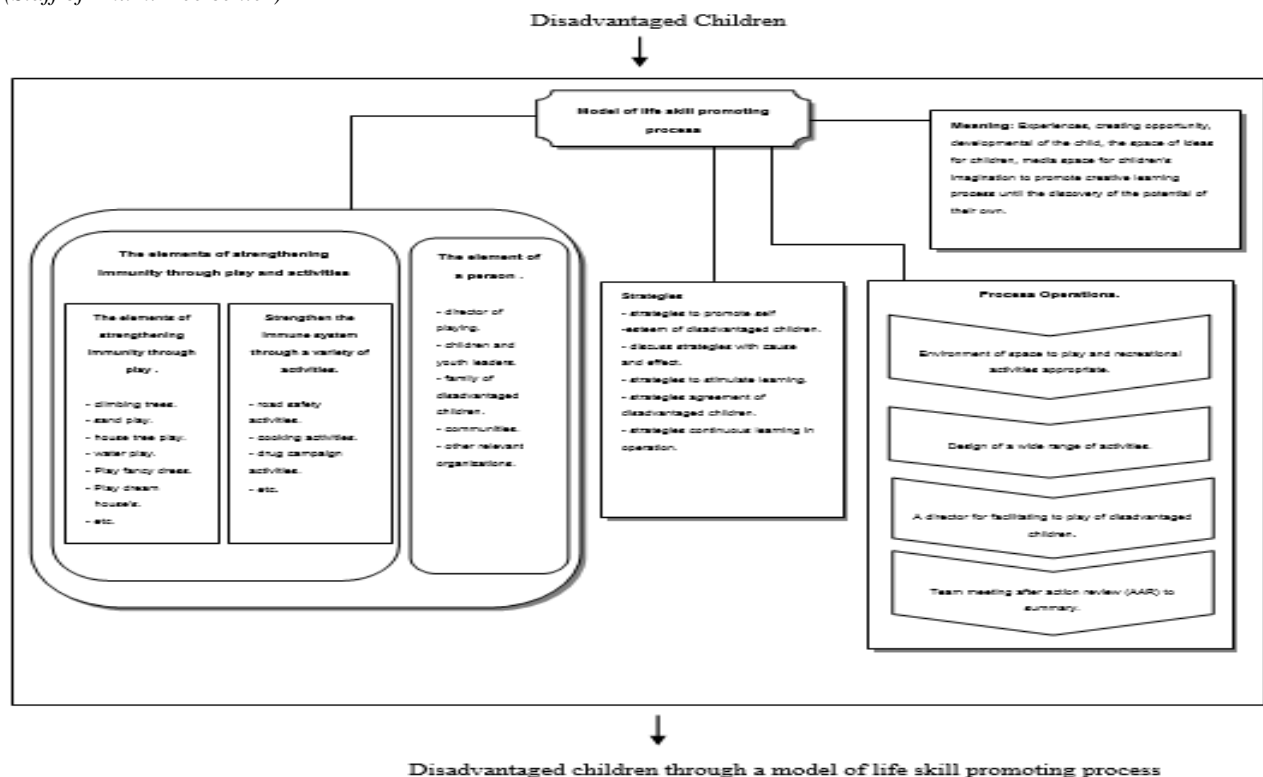 Disadvantaged Children
Model of life skill promoting
process
Meaning: Experiences, creating opportunity,
developmental of the child, the space of ideas
for children, media space for children's
imagination to promote creative learning
process until the discovery of the potential of
their own.
The elements of strengthening
immunity through play and activities
The elements of
strengthening
immunity through
play .
- climbing trees.
- sand play.
- house tree play.
- water play.
- Play fancy dress.
- Play dream
house's.
- etc.
Strengthen the
immune system
through a variety of
activities.
- road safety
activities.
- cooking activities.
- drug campaign
activities.
- etc.
The element of
a person .
- director of
playing.
- children and
youth leaders.
- family of
disadvantaged
children.
- communities.
- other relevant
organizations.
Strategies
- strategies to promote self
-esteem of disadvantaged children.
- discuss strategies with cause
and effect.
- strategies to stimulate learning.
- strategies agreement of
disadvantaged children.
- strategies continuous learning in
operation.
Process Operations.
Environment of space to play and recreational
activities appropriate.
Design of a wide range of activities.
A director for facilitating to play of disadvantaged
children.
Team meeting after action review (AAR) to
summary.
Disadvantaged children through a model of life skill promoting process